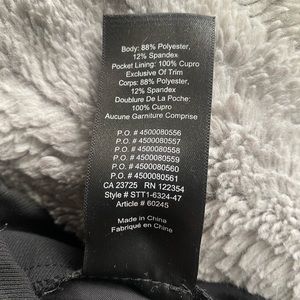 Body: 88% Polyester,
12% Spandex
Pocket Lining: 100% Cupro
Exclusive Of Trim
Corps: 88% Polyester,
12% Spandex
Doublure De La Poche:
100% Cupro
Aucune Garniture Comprise
P.O. # 4500080556
P.O. # 4500080557
P.O. # 4500080558
P.O. # 4500080559
P.O. # 4500080560
P.O. # 4500080561
CA 23725 RN 122354
Style # STT1-6324-47
Article # 60245
Made in China
Fabriqué en Chine